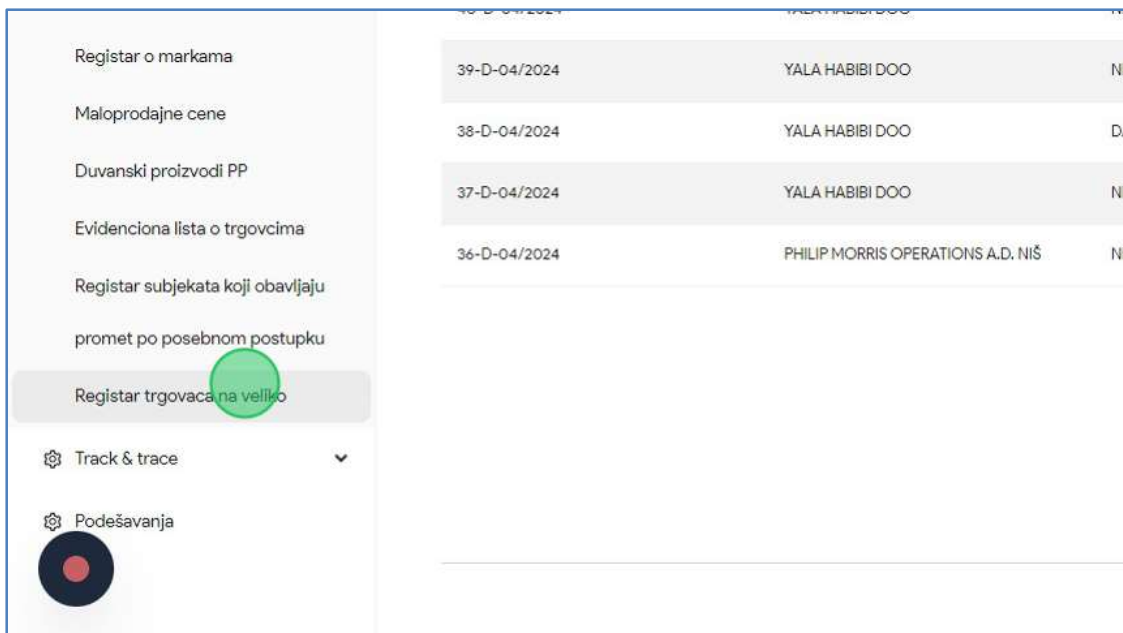 Registar o markama
Maloprodajne cene
Duvanski proizvodi PP
Evidenciona lista o trgovcima
Registar subjekata koji obavljaju
promet po posebnom postupku
Registar trgovaca na veliko
Track & trace
Podešavanja
39-D-04/2024 YALA HABIBI DOO
38-D-04/2024 YALA HABIBI DOO
37-D-04/2024 YALA HABIBI DOO
36-D-04/2024 PHILIP MORRIS OPERATIONS A.D. NIŠ